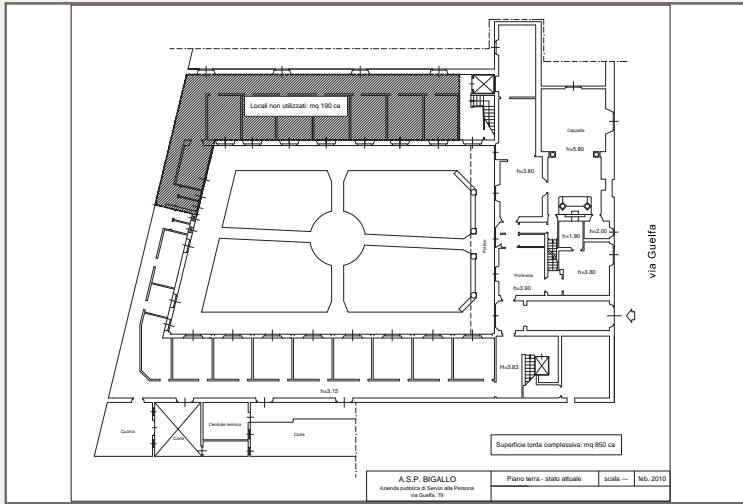 Locali non utilizzati: mq 190 ca
Cappella
h=5.80
h=3.80
h=1.90
h=2.00
h=3.80
via Guelfa
Portico
Portineria
h=3.90
H=3.83
h=3.15
Cucina
Corte
Centrale termica
Corte
Superficie lorda complessiva: mq 850 ca
A.S.P. BIGALLO
Azienda pubblica di Servizi alla Persona
via Guelfa, 79
Piano terra - stato attuale
scala ---
feb. 2010